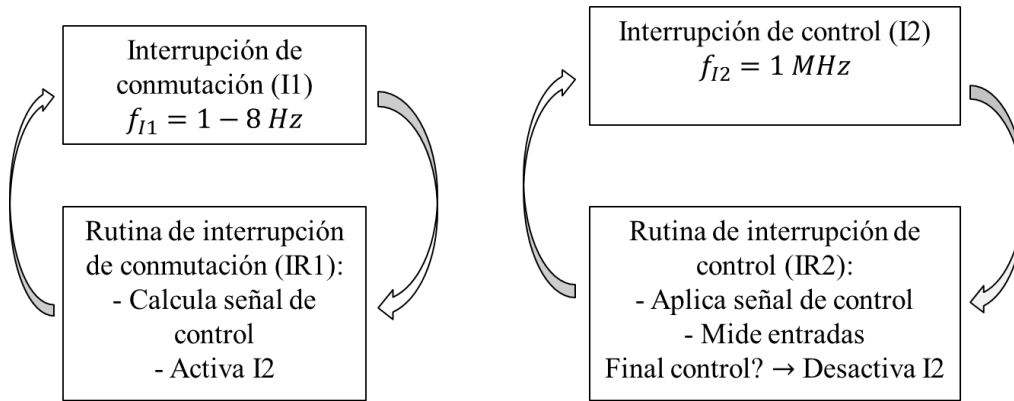 Interrupción de
conmutación (I1)
f_{I1} = 1 − 8 Hz
Rutina de interrupción
de conmutación (IR1):
- Calcula señal de
control
- Activa I2
Interrupción de control (I2)
f_{I2} = 1 MHz
Rutina de interrupción de
control (IR2):
- Aplica señal de control
- Mide entradas
Final control? → Desactiva I2